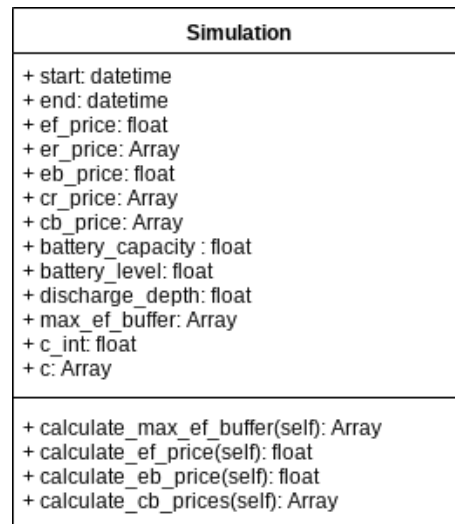 Simulation
+ start: datetime
+ end: datetime
+ ef_price: float
+ er_price: Array
+ eb_price: float
+ cr_price: Array
+ cb_price: Array
+ battery_capacity : float
+ battery_level: float
+ discharge_depth: float
+ max_ef_buffer: Array
+ c_int: float
+ c: Array
+ calculate_max_ef_buffer(self): Array
+ calculate_ef_price(self): float
+ calculate_eb_price(self): float
+ calculate_cb_prices(self): Array